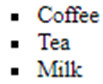 ▪ Coffee
▪ Tea
▪ Milk